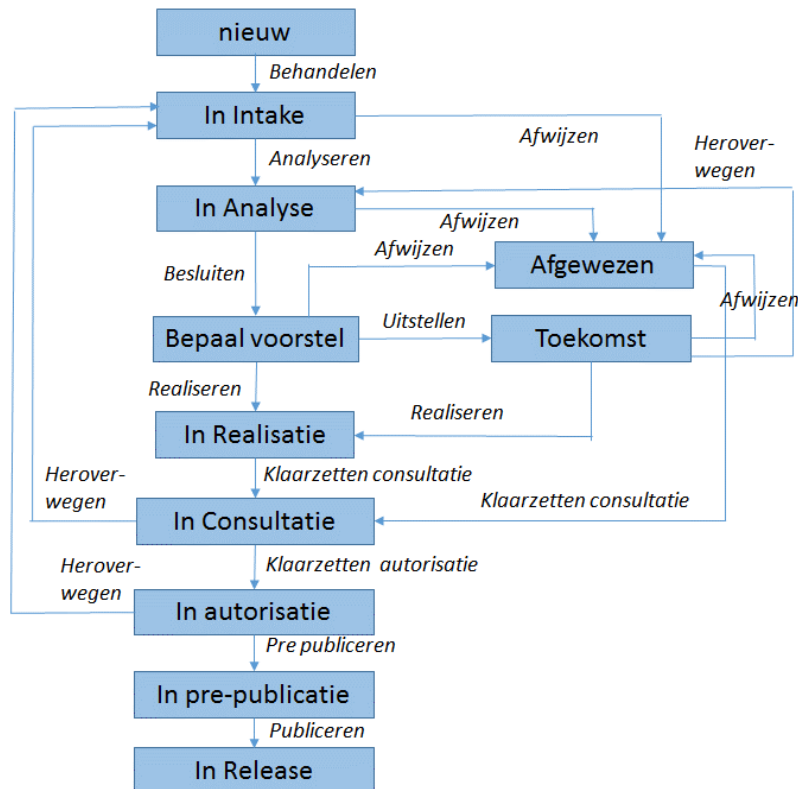 nieuw
Behandelen
In Intake
Afwijzen
Herover-
wegen
Analyseren
In Analyse
Afwijzen
Afwijzen
Besluiten
Afgewezen
Afwijzen
Uitstellen
Bepaal voorstel
Toekomst
Realiseren
Realiseren
In Realisatie
Herover-
wegen
Klaarzetten consultatie
Klaarzetten consultatie
In Consultatie
Herover-
wegen
Klaarzetten autorisatie
In autorisatie
Pre publiceren
In pre-publicatie
Publiceren
In Release